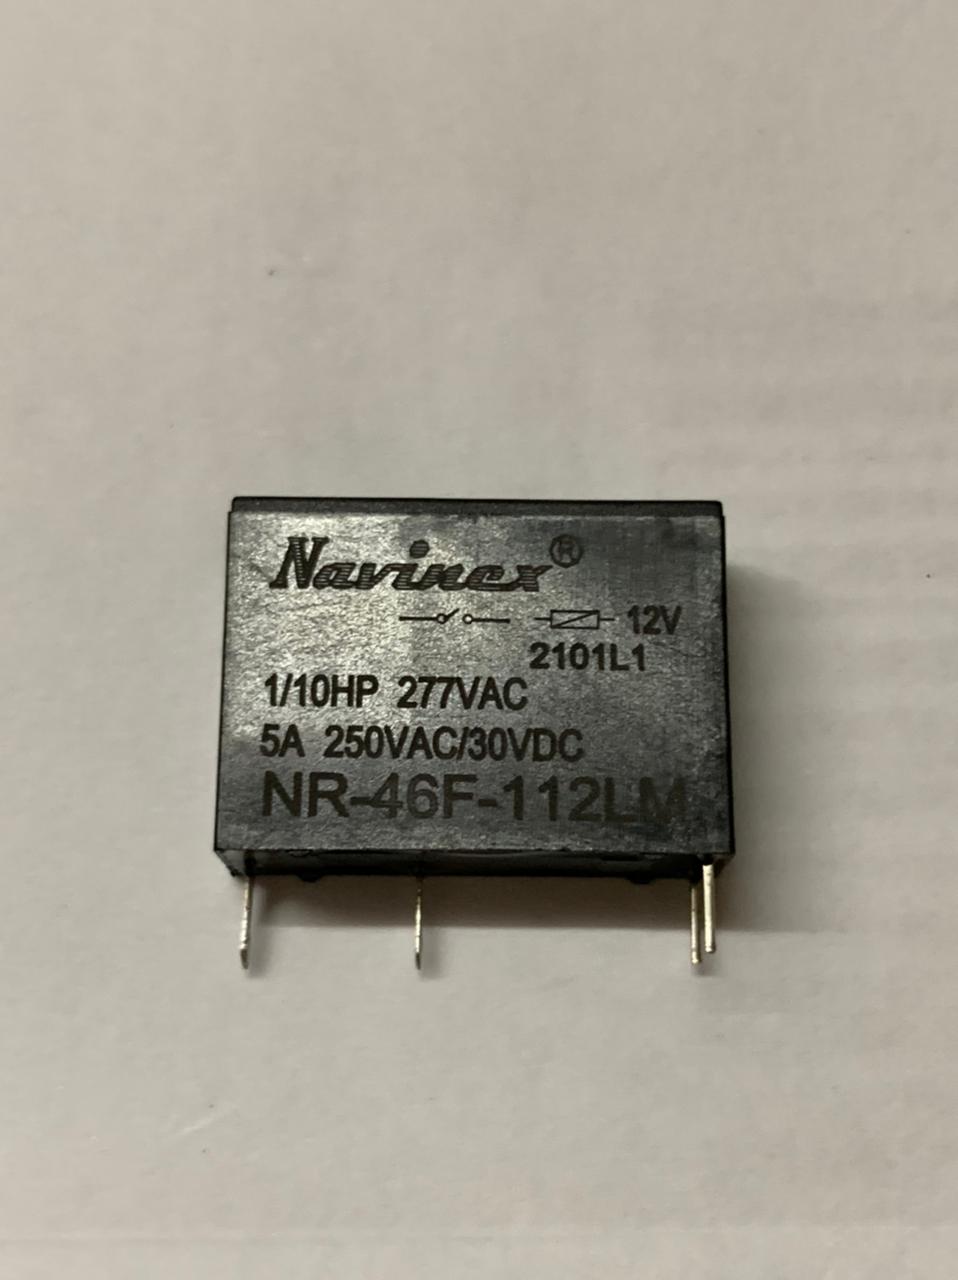 Navinex®
12V
2101L1
1/10HP 277VAC
5A 250VAC/30VDC
NR-46F-112LM